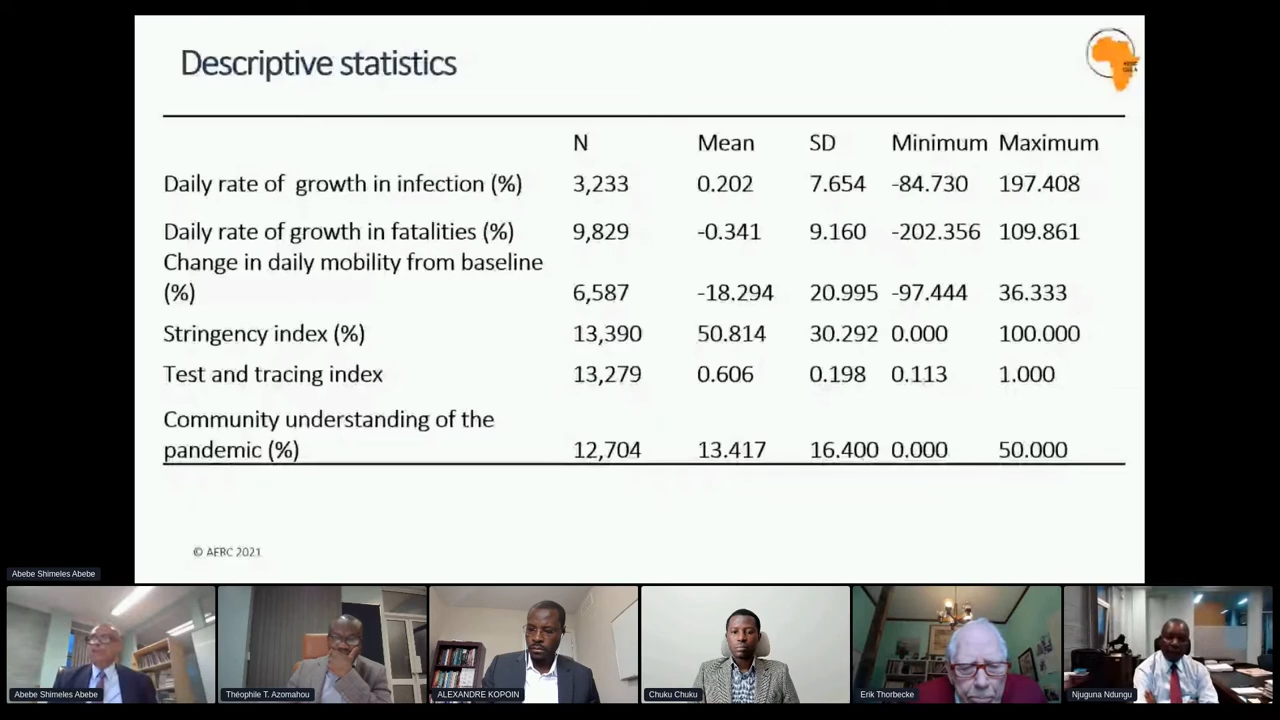 Descriptive statistics
N Mean SD Minimum Maximum
Daily rate of growth in infection (%) 3,233 0.202 7.654 -84.730 197.408
Daily rate of growth in fatalities (%) 9,829 -0.341 9.160 -202.356 109.861
Change in daily mobility from baseline
(%) 6,587 -18.294 20.995 -97.444 36.333
Stringency index (%) 13,390 50.814 30.292 0.000 100.000
Test and tracing index 13,279 0.606 0.198 0.113 1.000
Community understanding of the
pandemic (%) 12,704 13.417 16.400 0.000 50.000
© AERC 2021
Abebe Shimeles Abebe
Abebe Shimeles Abebe
Théophile T. Azomahou
ALEXANDRE KOPOIN
Chuku Chuku
Erik Thorbecke
Njuguna Ndungu